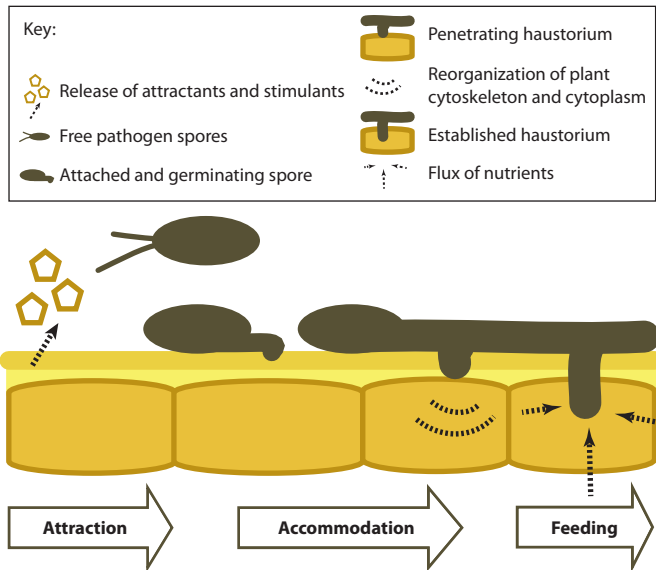 Key:
Release of attractants and stimulants
Free pathogen spores
Attached and germinating spore
Penetrating haustorium
Reorganization of plant
cytoskeleton and cytoplasm
Established haustorium
Flux of nutrients
Attraction
Accommodation
Feeding